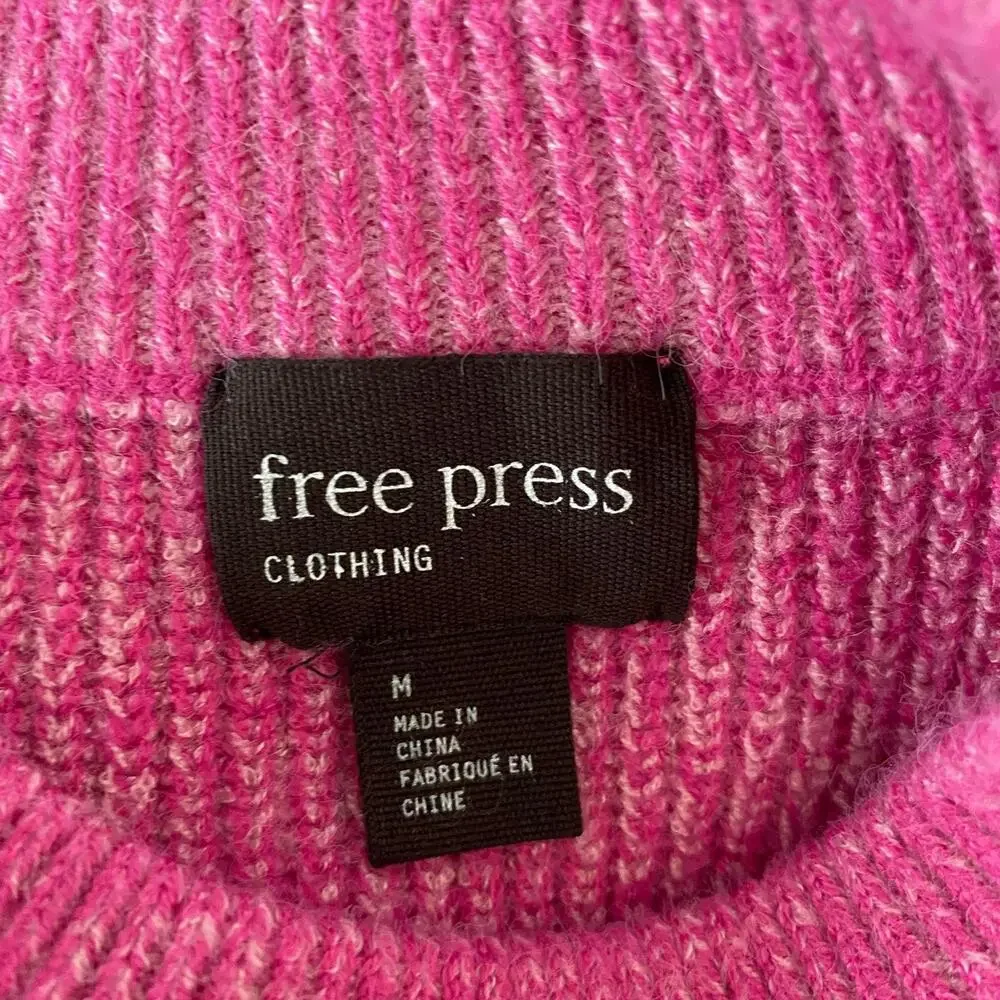 free press
CLOTHING
M
MADE IN
CHINA
FABRIQUÉ EN
CHINE